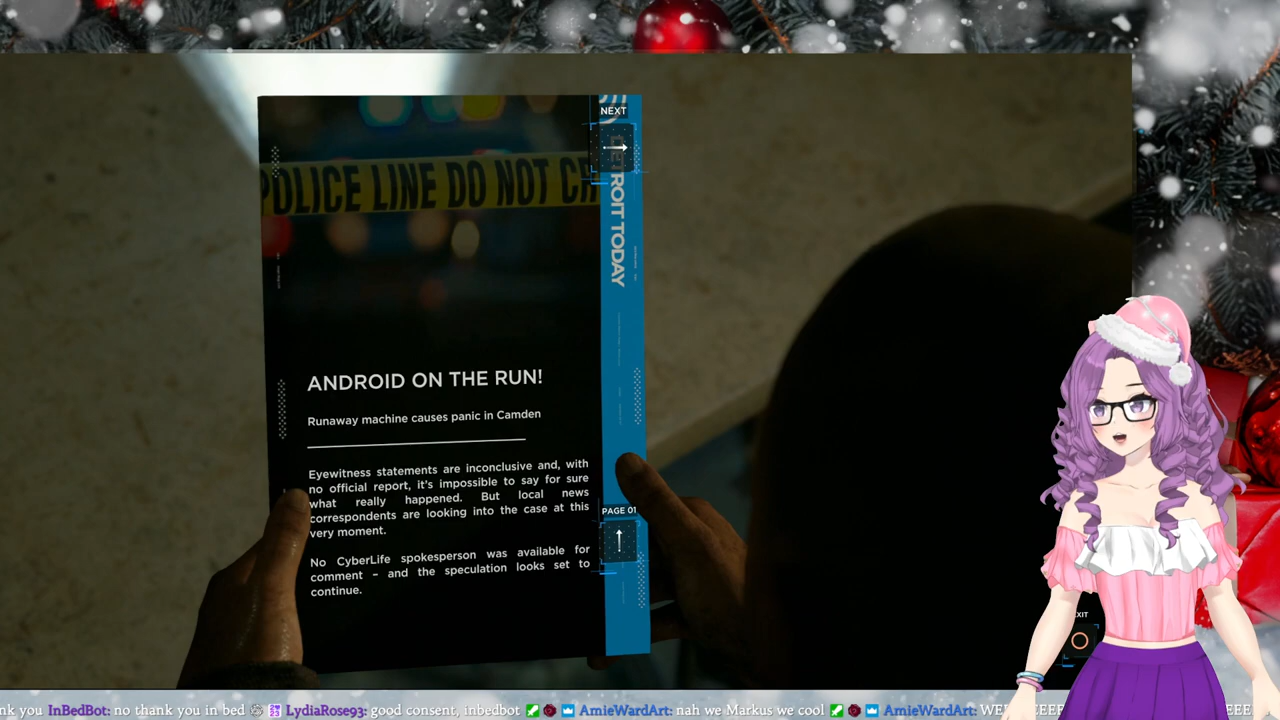 NEXT
POLICE LINE DO NOT CR
DETROIT TODAY
ANDROID ON THE RUN!
Runaway machine causes panic in Camden
Eyewitness statements are inconclusive and, with
no official report, it's impossible to say for sure
what really happened. But local news
correspondents are looking into the case at this
very moment.
No CyberLife spokesperson was available for
comment – and the speculation looks set to
continue.
PAGE 01
EXIT
nk you InBedBot: no thank you in bed LydiaRose93: good consent, inbedbot AmieWardArt: nah we Markus we cool AmieWardArt: